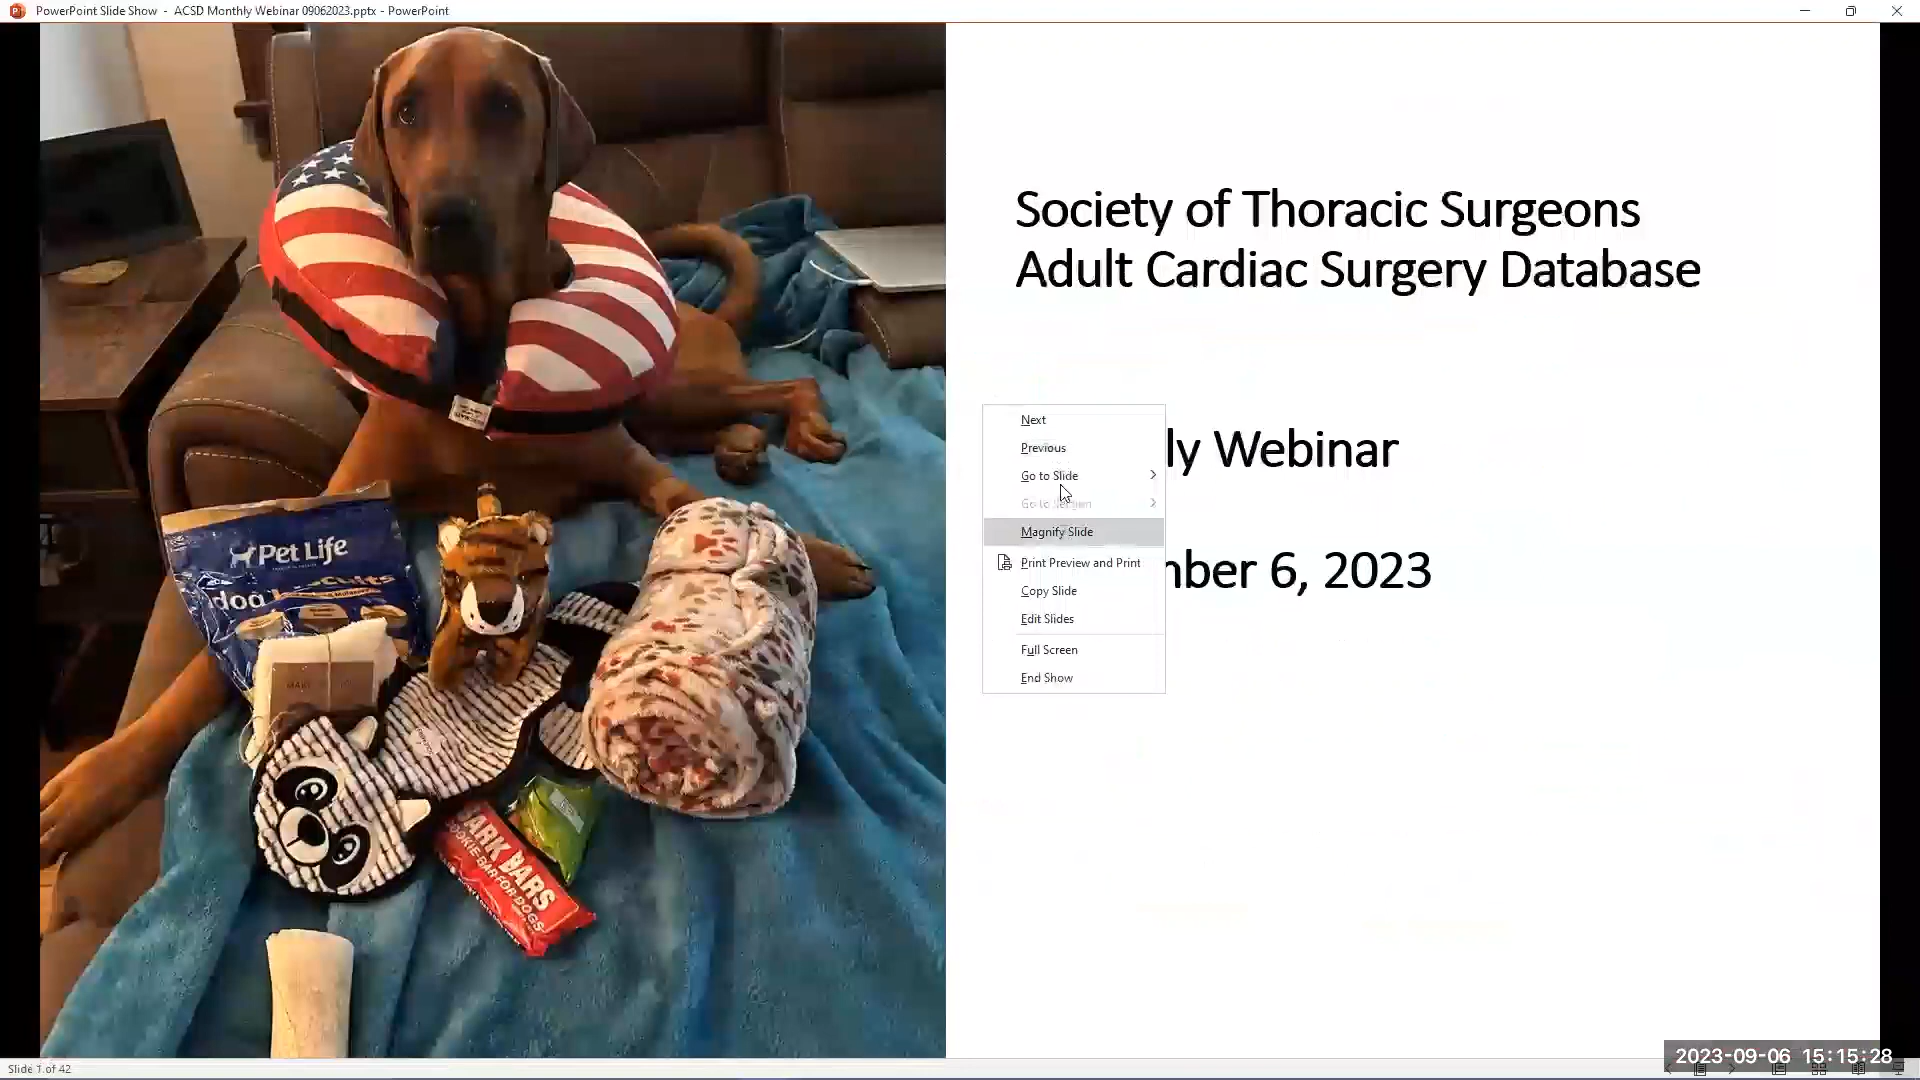 PowerPoint Slide Show - ACSD Monthly Webinar 09062023.pptx - PowerPoint
Society of Thoracic Surgeons
Adult Cardiac Surgery Database
ly Webinar
ber 6, 2023
Next
Previous
Go to Slide
Go to
Magnify Slide
Print Preview and Print
Copy Slide
Edit Slides
Full Screen
End Show
Pet Life
dog
BARK BARS
COOKIE-BAR FOR DOGS
Slide 1 of 42
2023-09-06 15:15:28